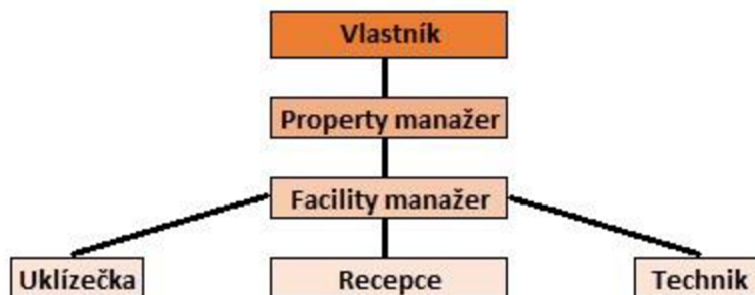 Vlastník
Property manažer
Facility manažer
Uklízečka
Recepce
Technik